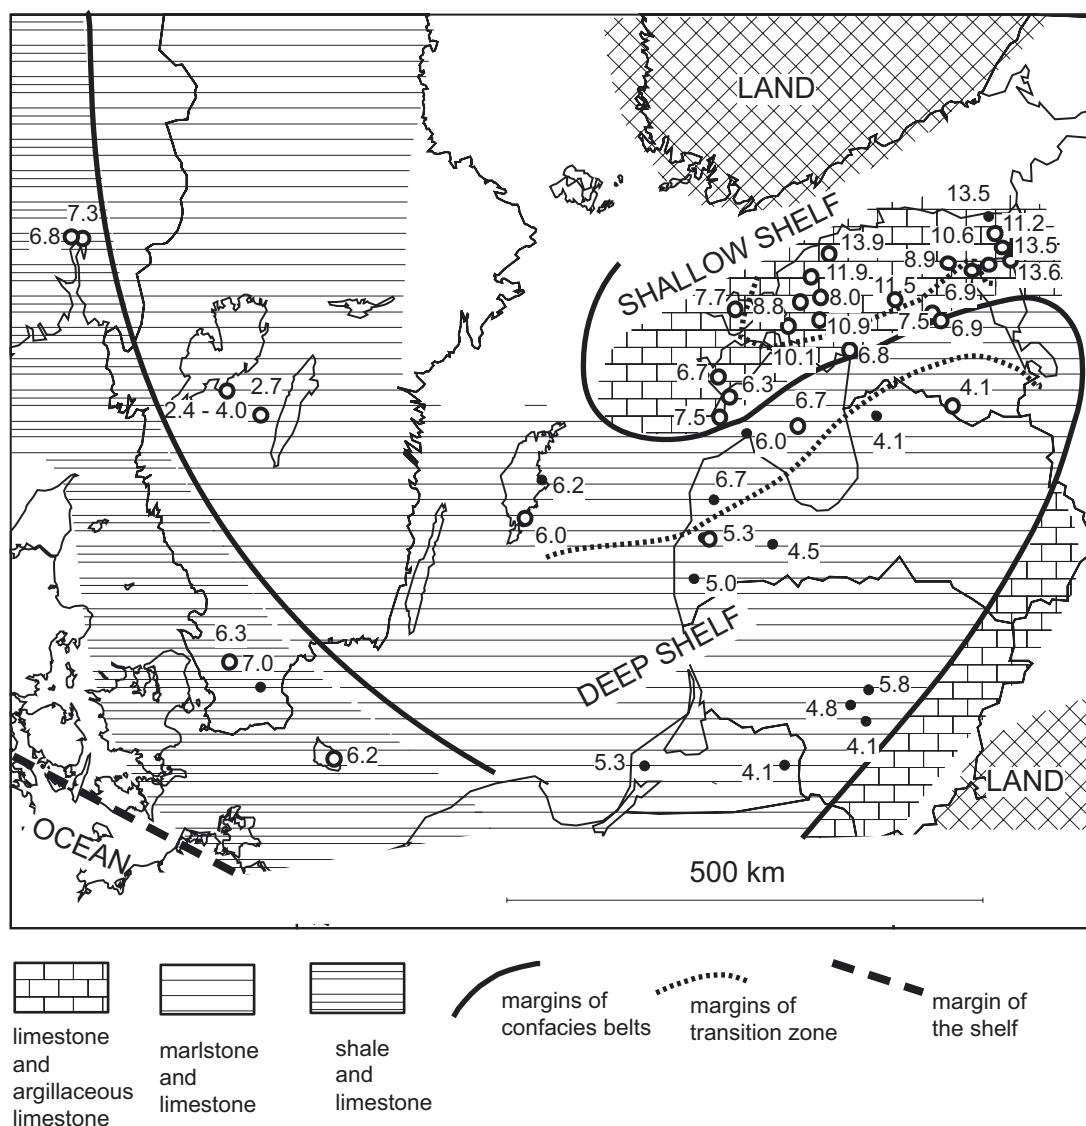 LAND
13.5
7.3
6.8
SHALLOW SHELF
13.9
10.6
11.2
13.5
8.9
13.6
11.9
11.5
6.9
7.7
8.8
8.0
10.9
7.5
6.9
10.1
6.8
6.7
6.3
2.7
2.4 - 4.0
4.1
6.7
7.5
6.0
4.1
6.2
6.7
6.0
5.3
4.5
5.0
DEEP SHELF
6.3
7.0
5.8
4.8
4.1
6.2
5.3
4.1
LAND
OCEAN
500 km
limestone
and
argillaceous
limestone
marlstone
and
limestone
shale
and
limestone
margins of
confacies belts
margins of
transition zone
margin of
the shelf